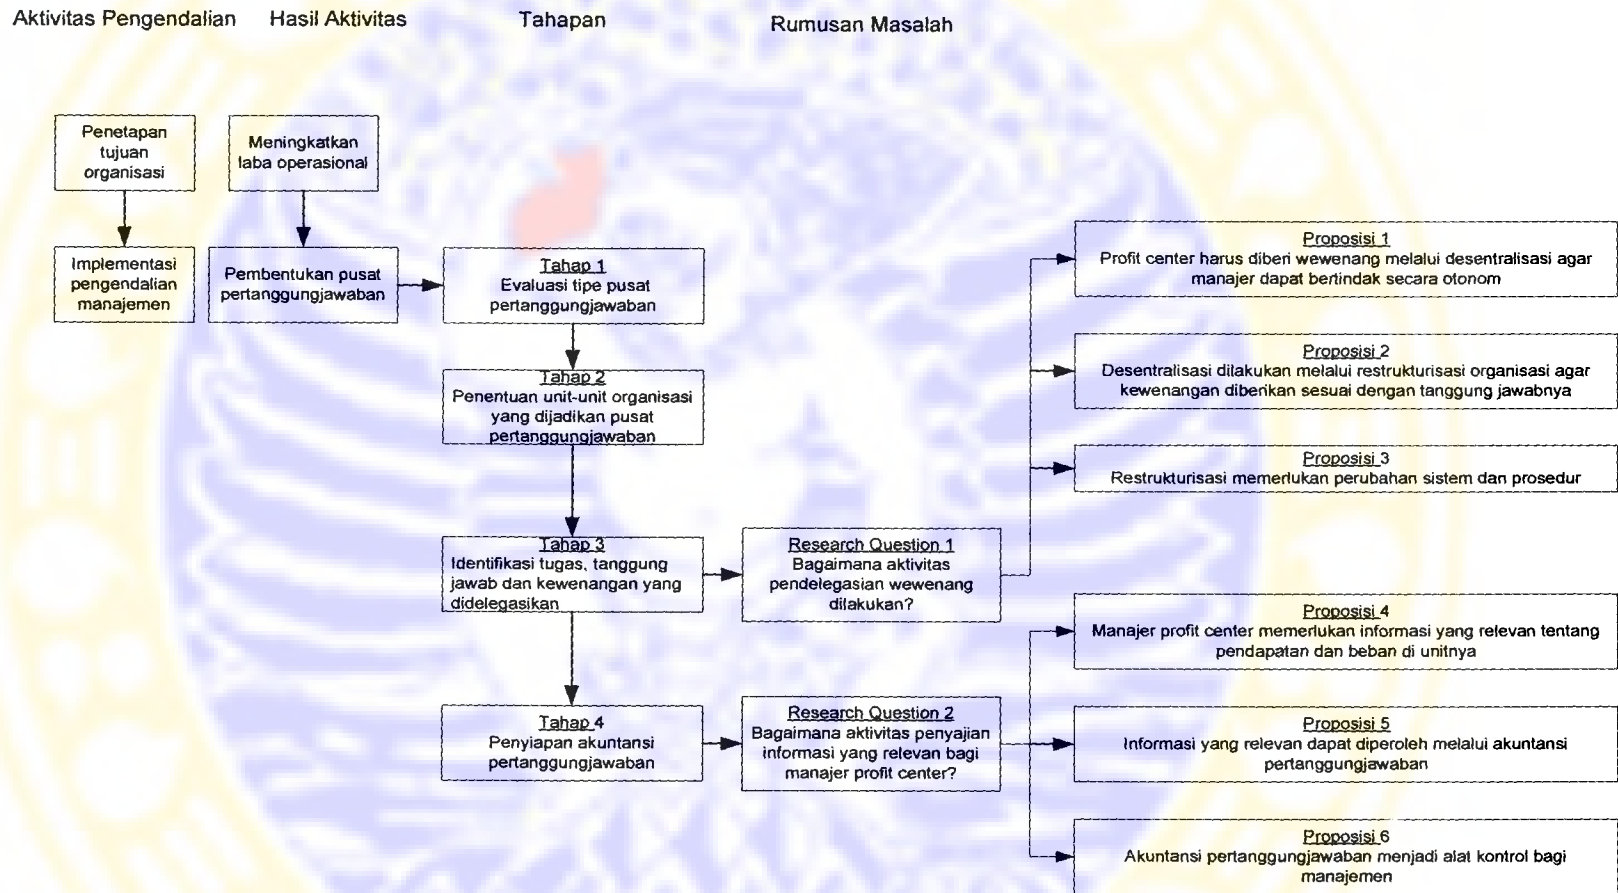 Aktivitas Pengendalian
Hasil Aktivitas
Tahapan
Rumusan Masalah
Penetapan
tujuan
organisasi
Meningkatkan
laba operasional
Implementasi
pengendalian
manajemen
Pembentukan pusat
pertanggungjawaban
Tahap 1
Evaluasi tipe pusat
pertanggungjawaban
Tahap 2
Penentuan unit-unit organisasi
yang dijadikan pusat
pertanggungjawaban
Tahap 3
Identifikasi tugas, tanggung
jawab dan kewenangan yang
didelegasikan
Tahap 4
Penyiapan akuntansi
pertanggungjawaban
Research Question 1
Bagaimana aktivitas
pendelegasian wewenang
dilakukan?
Research Question 2
Bagaimana aktivitas penyajian
informasi yang relevan bagi
manajer profit center?
Proposisi 1
Profit center harus diberi wewenang melalui desentralisasi agar
manajer dapat bertindak secara otonom
Proposisi 2
Desentralisasi dilakukan melalui restrukturisasi organisasi agar
kewenangan diberikan sesuai dengan tanggung jawabnya
Proposisi 3
Restrukturisasi memerlukan perubahan sistem dan prosedur
Proposisi 4
Manajer profit center memerlukan informasi yang relevan tentang
pendapatan dan beban di unitnya
Proposisi 5
Informasi yang relevan dapat diperoleh melalui akuntansi
pertanggungjawaban
Proposisi 6
Akuntansi pertanggungjawaban menjadi alat kontrol bagi
manajemen